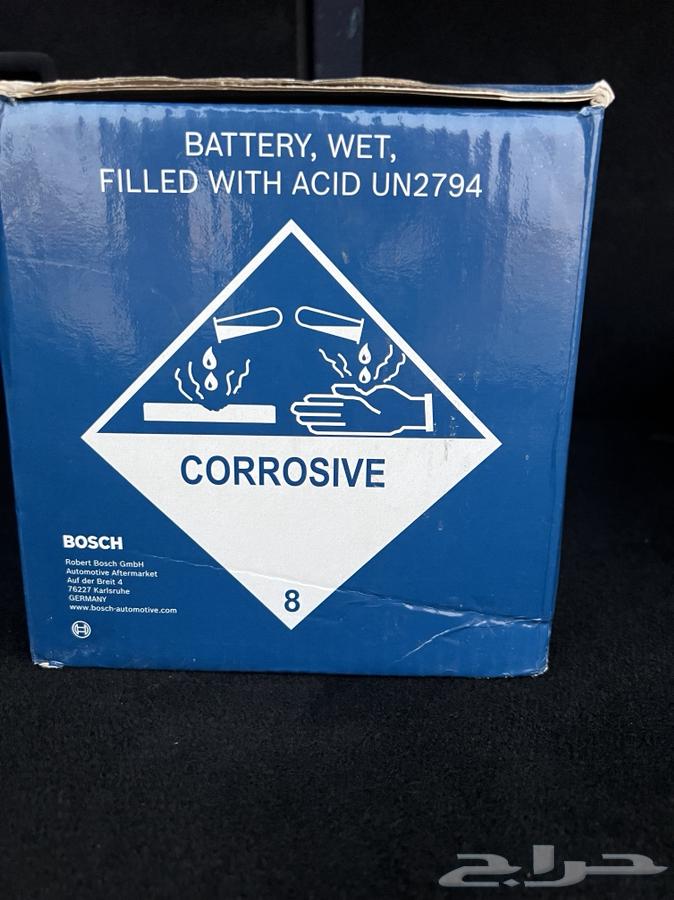 BATTERY, WET,
FILLED WITH ACID UN2794
CORROSIVE
8
BOSCH
Robert Bosch GmbH
Automotive Aftermarket
Auf der Breit 4
76227 Karlsruhe
GERMANY
www.bosch-automotive.com
حراج